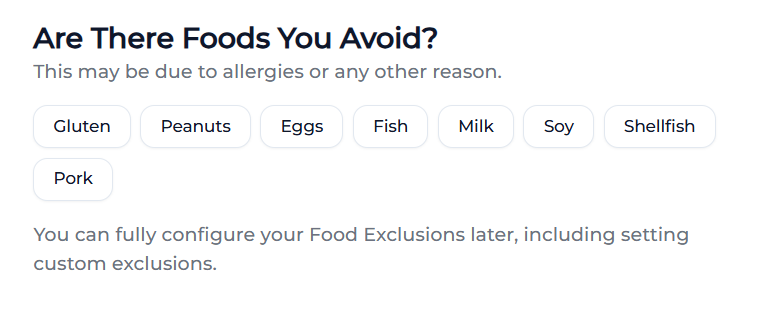 Are There Foods You Avoid?
This may be due to allergies or any other reason.
Gluten Peanuts Eggs Fish Milk Soy Shellfish
Pork
You can fully configure your Food Exclusions later, including setting
custom exclusions.